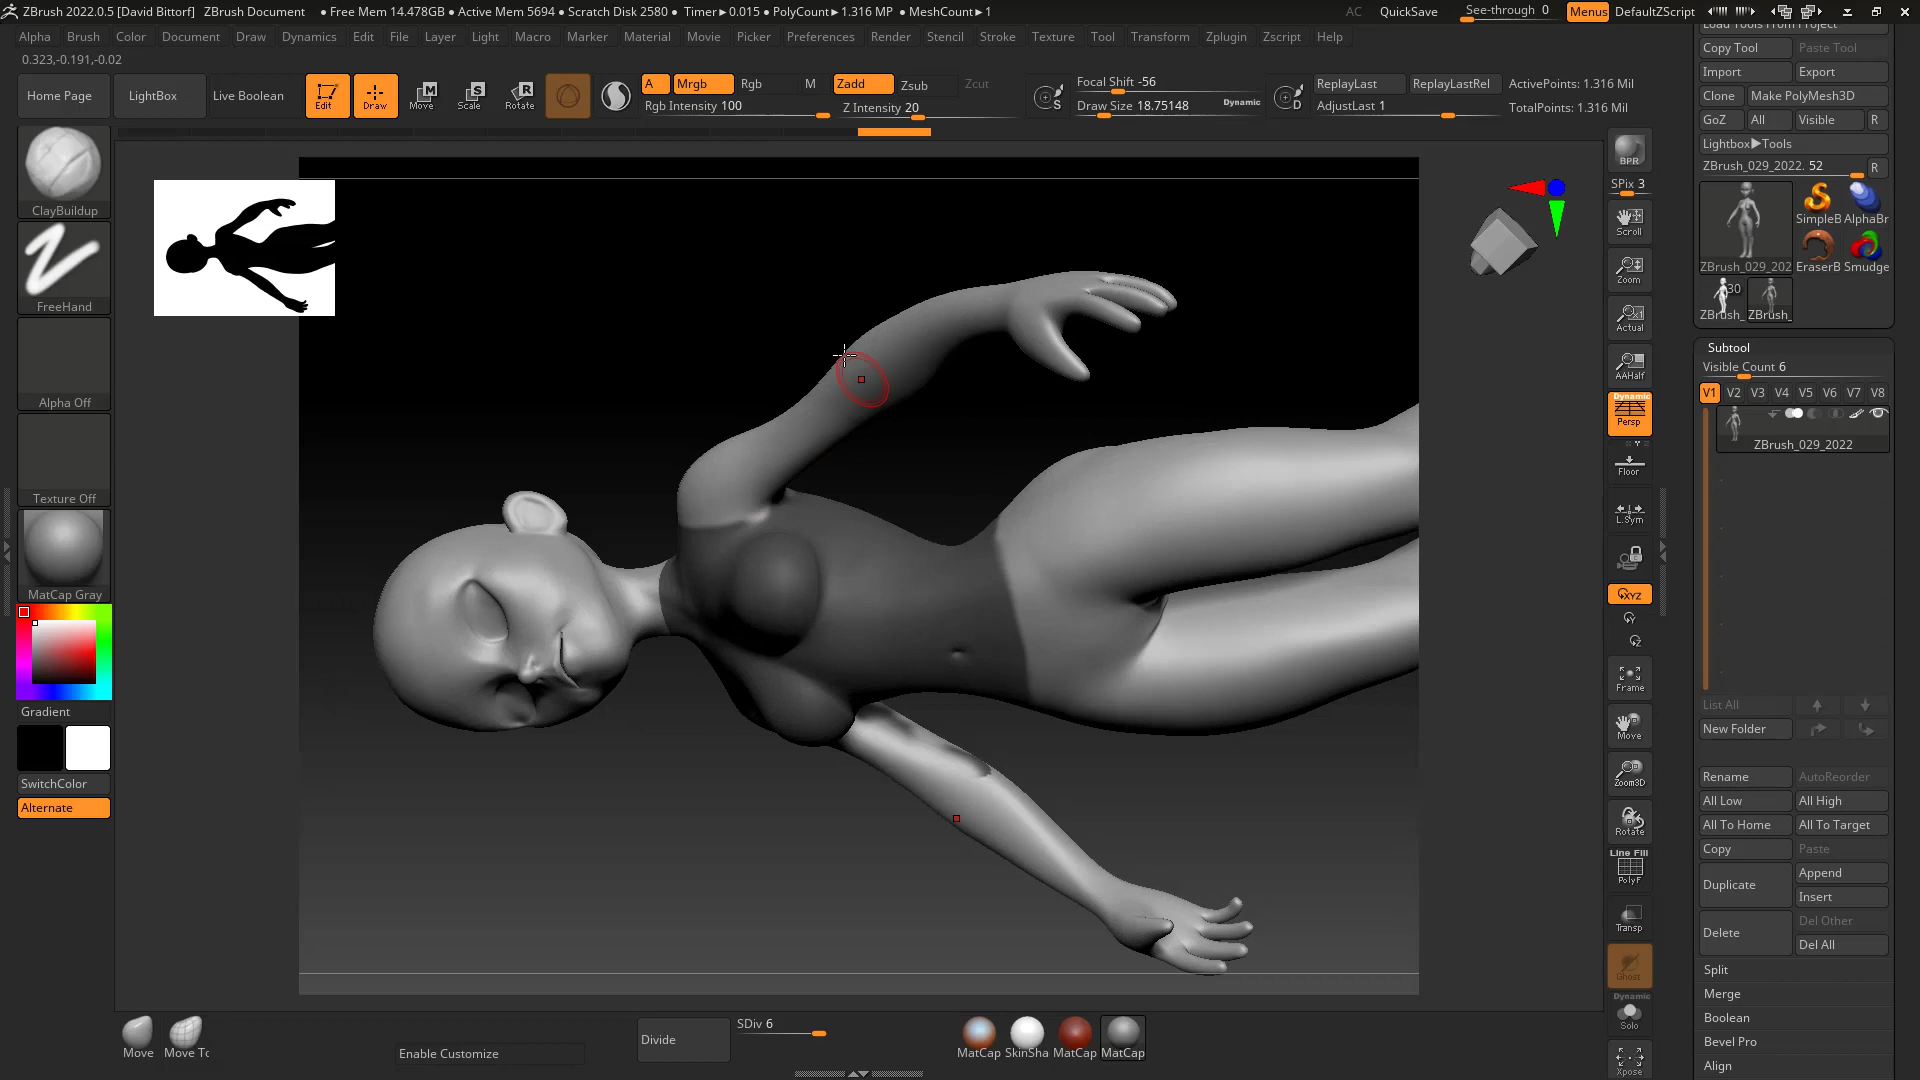 ZBrush 2022.0.5 [David Bittorf] ZBrush Document ● Free Mem 14.478GB ● Active Mem 5694 ● Scratch Disk 2580 ● Timer►0.015 ● PolyCount►1.316 MP ● MeshCount►1
AC QuickSave See-through 0 Menus DefaultZScript
Alpha Brush Color Document Draw Dynamics Edit File Layer Light Macro Marker Material Movie Picker Preferences Render Stencil Stroke Texture Tool Transform Zplugin Zscript Help
0.323,-0.191,-0.02
Home Page LightBox Live Boolean
Edit Draw Move Scale Rotate
A Mrgb Rgb M
Rgb Intensity 100
Zadd Zsub Zcut
Z Intensity 20
Focal Shift -56
Draw Size 18.75148 Dynamic
ReplayLast ReplayLastRel
AdjustLast 1
ActivePoints: 1.316 Mil
TotalPoints: 1.316 Mil
ClayBuildup
FreeHand
Alpha Off
Texture Off
MatCap Gray
Gradient
SwitchColor
Alternate
Move Move To
Enable Customize
Divide
SDiv 6
MatCap SkinSha MatCap MatCap
BPR
SPix 3
Scroll
Zoom
Actual
AAHalf
Dynamic
Persp
Floor
L.Sym
XYZ
Frame
Move
Zoom3D
Rotate
Line Fill
PolyF
Transp
Ghost
Dynamic
Solo
Xpose
Load Tools From Project
Copy Tool Paste Tool
Import Export
Clone Make PolyMesh3D
GoZ All Visible R
Lightbox►Tools
ZBrush_029_2022. 52 R
SimpleB AlphaBr
ZBrush_029_202 EraserB Smudge
30
ZBrush_ ZBrush_
Subtool
Visible Count 6
V1 V2 V3 V4 V5 V6 V7 V8
ZBrush_029_2022
List All
New Folder
Rename AutoReorder
All Low All High
All To Home All To Target
Copy Paste
Duplicate Append
Insert
Delete Del Other
Del All
Split
Merge
Boolean
Bevel Pro
Align